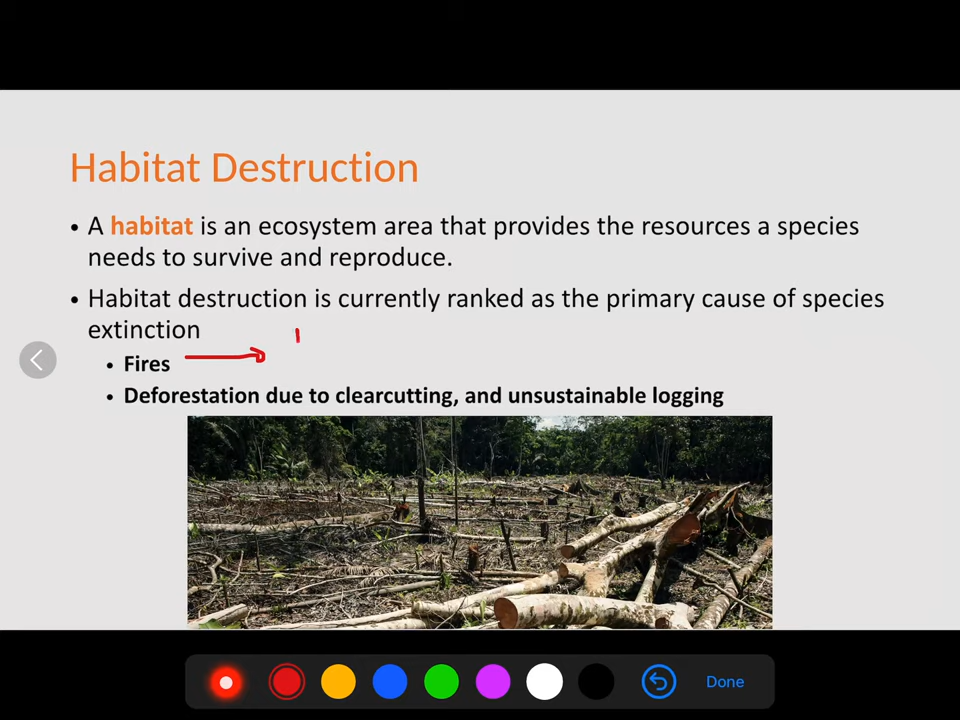 Habitat Destruction
• A habitat is an ecosystem area that provides the resources a species
needs to survive and reproduce.
• Habitat destruction is currently ranked as the primary cause of species
extinction
• Fires
• Deforestation due to clearcutting, and unsustainable logging
Done